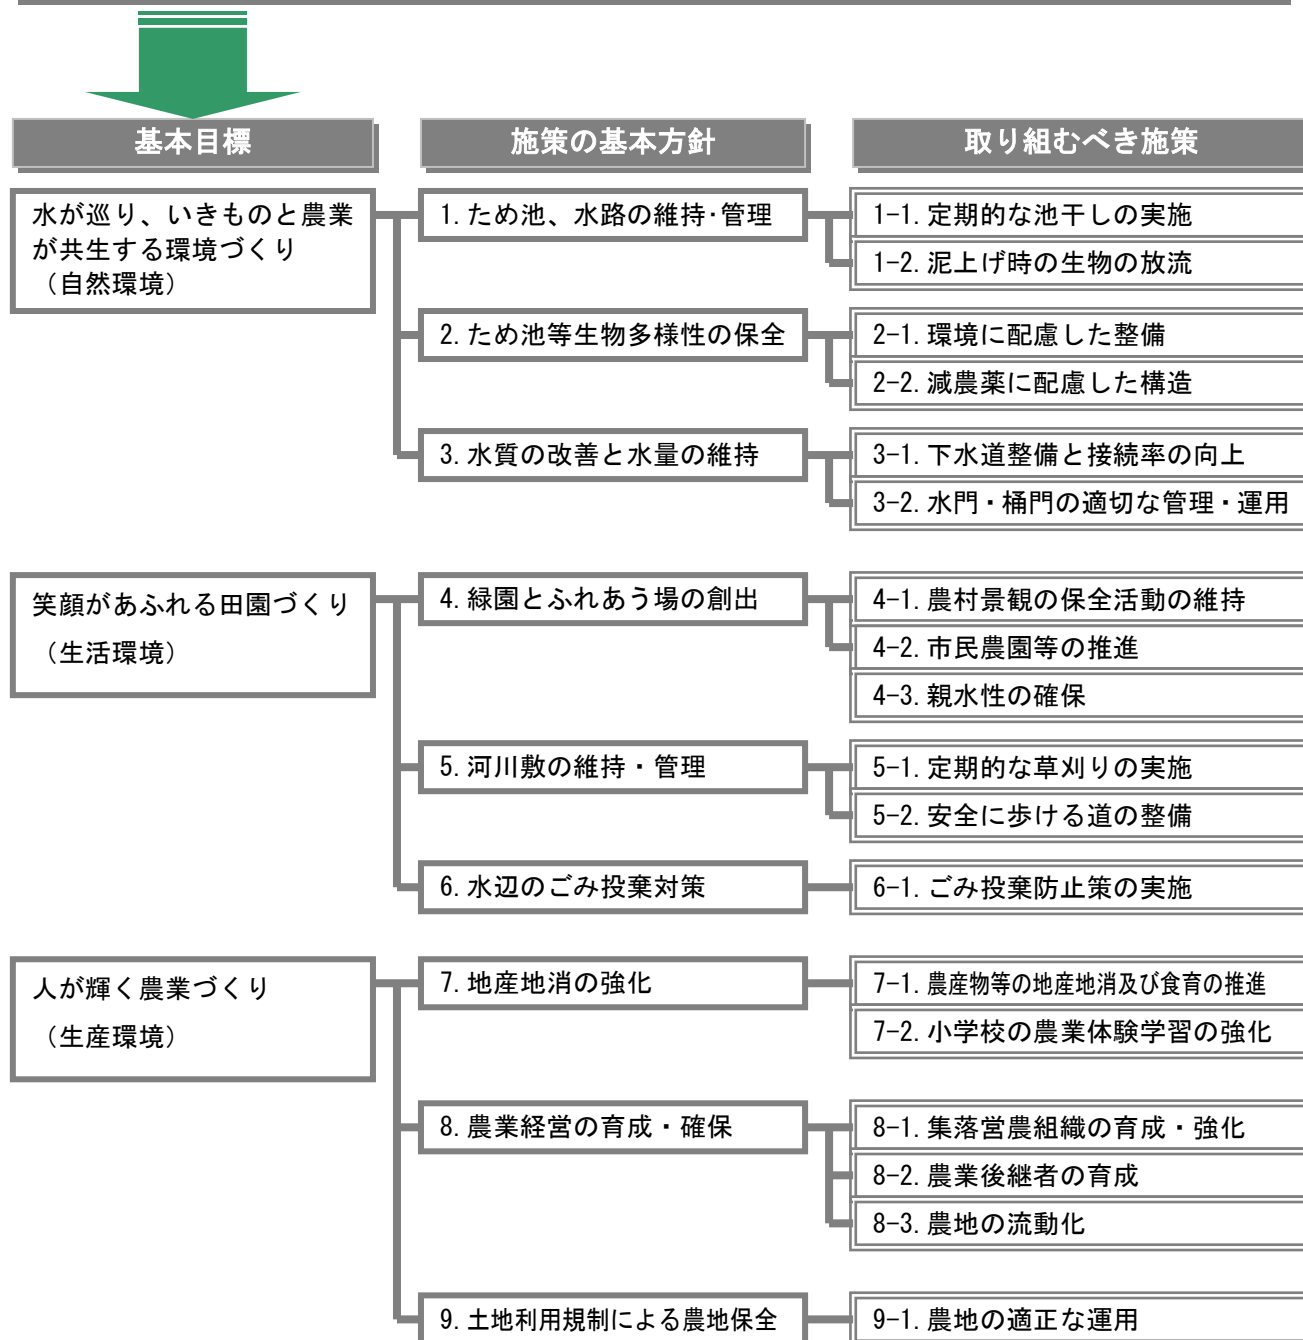 基本目標
施策の基本方針
取り組むべき施策
水が巡り、いきものと農業
が共生する環境づくり
（自然環境）
1. ため池、水路の維持･管理
1-1. 定期的な池干しの実施
1-2. 泥上げ時の生物の放流
2. ため池等生物多様性の保全
2-1. 環境に配慮した整備
2-2. 減農薬に配慮した構造
3. 水質の改善と水量の維持
3-1. 下水道整備と接続率の向上
3-2. 水門・桶門の適切な管理・運用
笑顔があふれる田園づくり
（生活環境）
4. 緑園とふれあう場の創出
4-1. 農村景観の保全活動の維持
4-2. 市民農園等の推進
4-3. 親水性の確保
5. 河川敷の維持・管理
5-1. 定期的な草刈りの実施
5-2. 安全に歩ける道の整備
6. 水辺のごみ投棄対策
6-1. ごみ投棄防止策の実施
人が輝く農業づくり
（生産環境）
7. 地産地消の強化
7-1. 農産物等の地産地消及び食育の推進
7-2. 小学校の農業体験学習の強化
8. 農業経営の育成・確保
8-1. 集落営農組織の育成・強化
8-2. 農業後継者の育成
8-3. 農地の流動化
9. 土地利用規制による農地保全
9-1. 農地の適正な運用